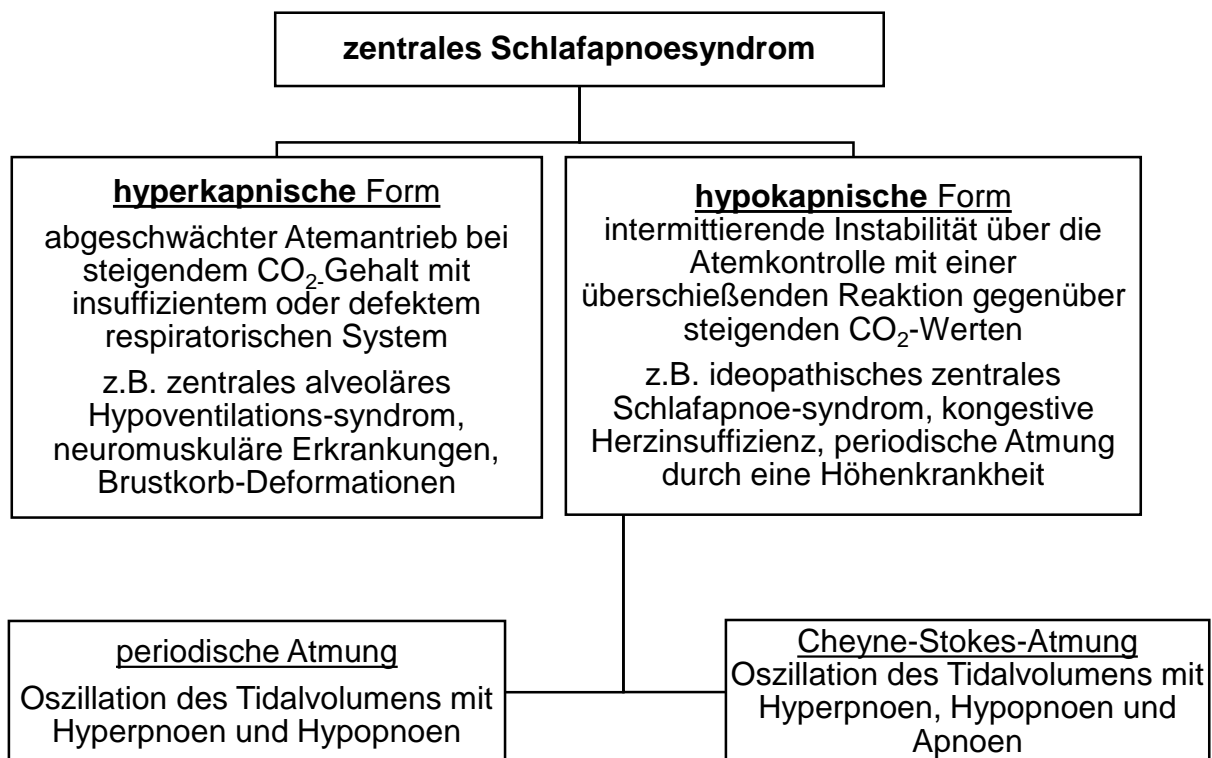 zentrales Schlafapnoesyndrom
hyperkapnische Form
abgeschwächter Atemantrieb bei
steigendem CO₂-Gehalt mit
insuffizientem oder defektem
respiratorischen System
z.B. zentrales alveoläres
Hypoventilations-syndrom,
neuromuskuläre Erkrankungen,
Brustkorb-Deformationen
hypokapnische Form
intermittierende Instabilität über die
Atemkontrolle mit einer
überschießenden Reaktion gegenüber
steigenden CO₂-Werten
z.B. ideopathisches zentrales
Schlafapnoe-syndrom, kongestive
Herzinsuffizienz, periodische Atmung
durch eine Höhenkrankheit
periodische Atmung
Oszillation des Tidalvolumens mit
Hyperpnoen und Hypopnoen
Cheyne-Stokes-Atmung
Oszillation des Tidalvolumens mit
Hyperpnoen, Hypopnoen und
Apnoen